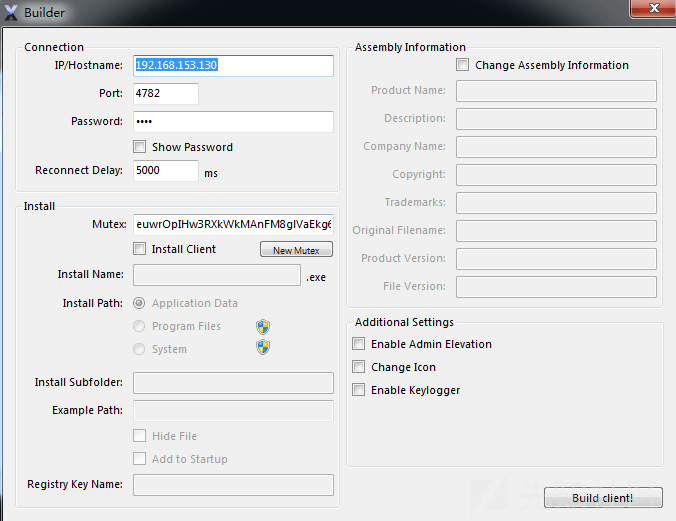 Builder
Connection
IP/Hostname: 192.168.153.130
Port: 4782
Password: ••••
Show Password
Reconnect Delay: 5000 ms
Install
Mutex: euwrOpIHw3RXkWkMAnFM8glVaEkg6
Install Client New Mutex
Install Name: .exe
Install Path: Application Data
Program Files
System
Install Subfolder:
Example Path:
Hide File
Add to Startup
Registry Key Name:
Assembly Information
Change Assembly Information
Product Name:
Description:
Company Name:
Copyright:
Trademarks:
Original Filename:
Product Version:
File Version:
Additional Settings
Enable Admin Elevation
Change Icon
Enable Keylogger
Build client!